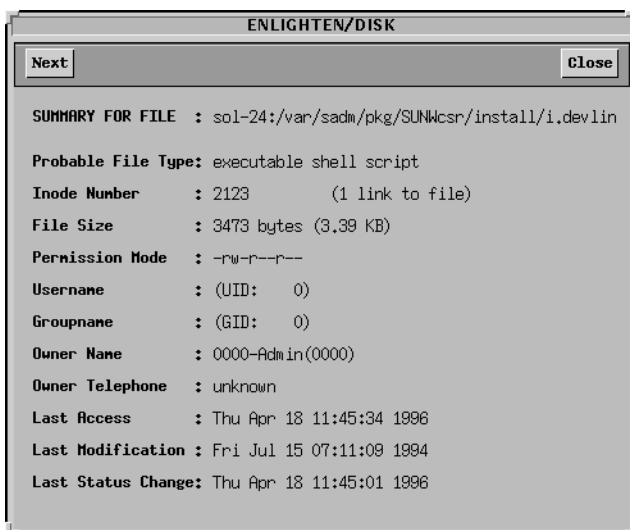 ENLIGHTEN/DISK
Next Close
SUMMARY FOR FILE : sol-24:/var/sadm/pkg/SUNWcsr/install/i.devlin
Probable File Type: executable shell script
Inode Number : 2123 (1 link to file)
File Size : 3473 bytes (3.39 KB)
Permission Mode : -rw-r--r--
Username : (UID: 0)
Groupname : (GID: 0)
Owner Name : 0000-Admin(0000)
Owner Telephone : unknown
Last Access : Thu Apr 18 11:45:34 1996
Last Modification : Fri Jul 15 07:11:09 1994
Last Status Change: Thu Apr 18 11:45:01 1996